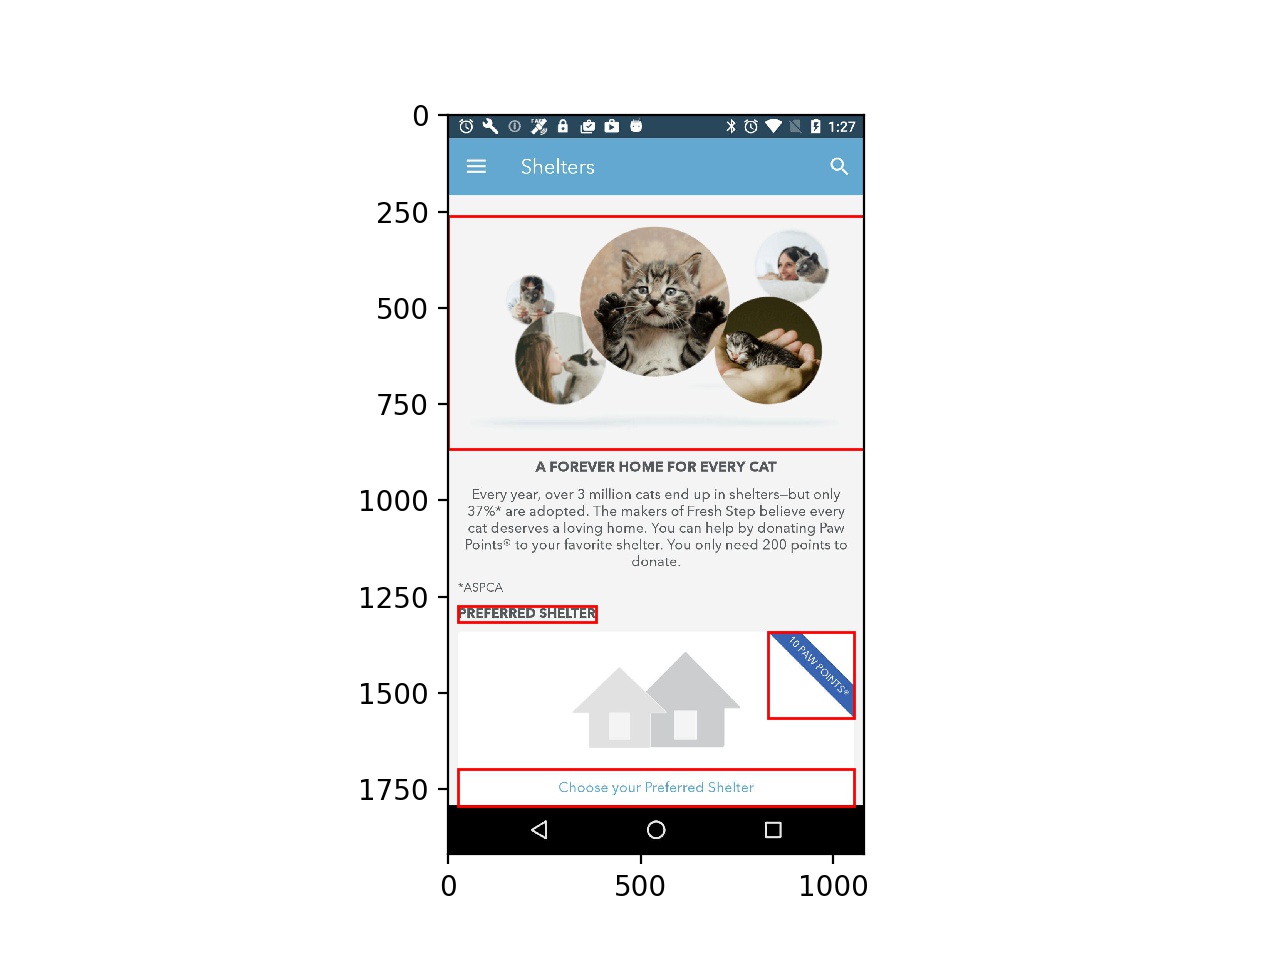 0
250
500
750
1000
1250
1500
1750
0
500
1000
1:27
Shelters
A FOREVER HOME FOR EVERY CAT
Every year, over 3 million cats end up in shelters—but only
37%* are adopted. The makers of Fresh Step believe every
cat deserves a loving home. You can help by donating Paw
Points® to your favorite shelter. You only need 200 points to
donate.
*ASPCA
PREFERRED SHELTER
10 PAW POINTS®
Choose your Preferred Shelter